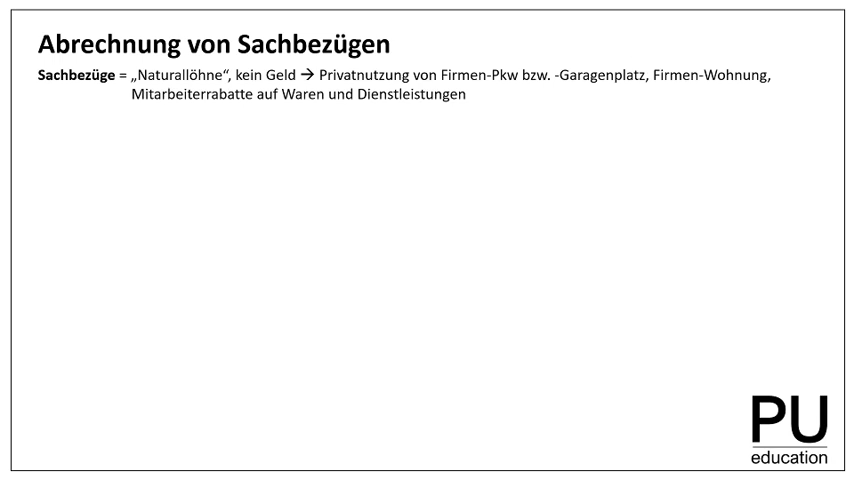 Abrechnung von Sachbezügen
Sachbezüge = „Naturallöhne“, kein Geld → Privatnutzung von Firmen-Pkw bzw. -Garagenplatz, Firmen-Wohnung,
Mitarbeiterrabatte auf Waren und Dienstleistungen
PU
education